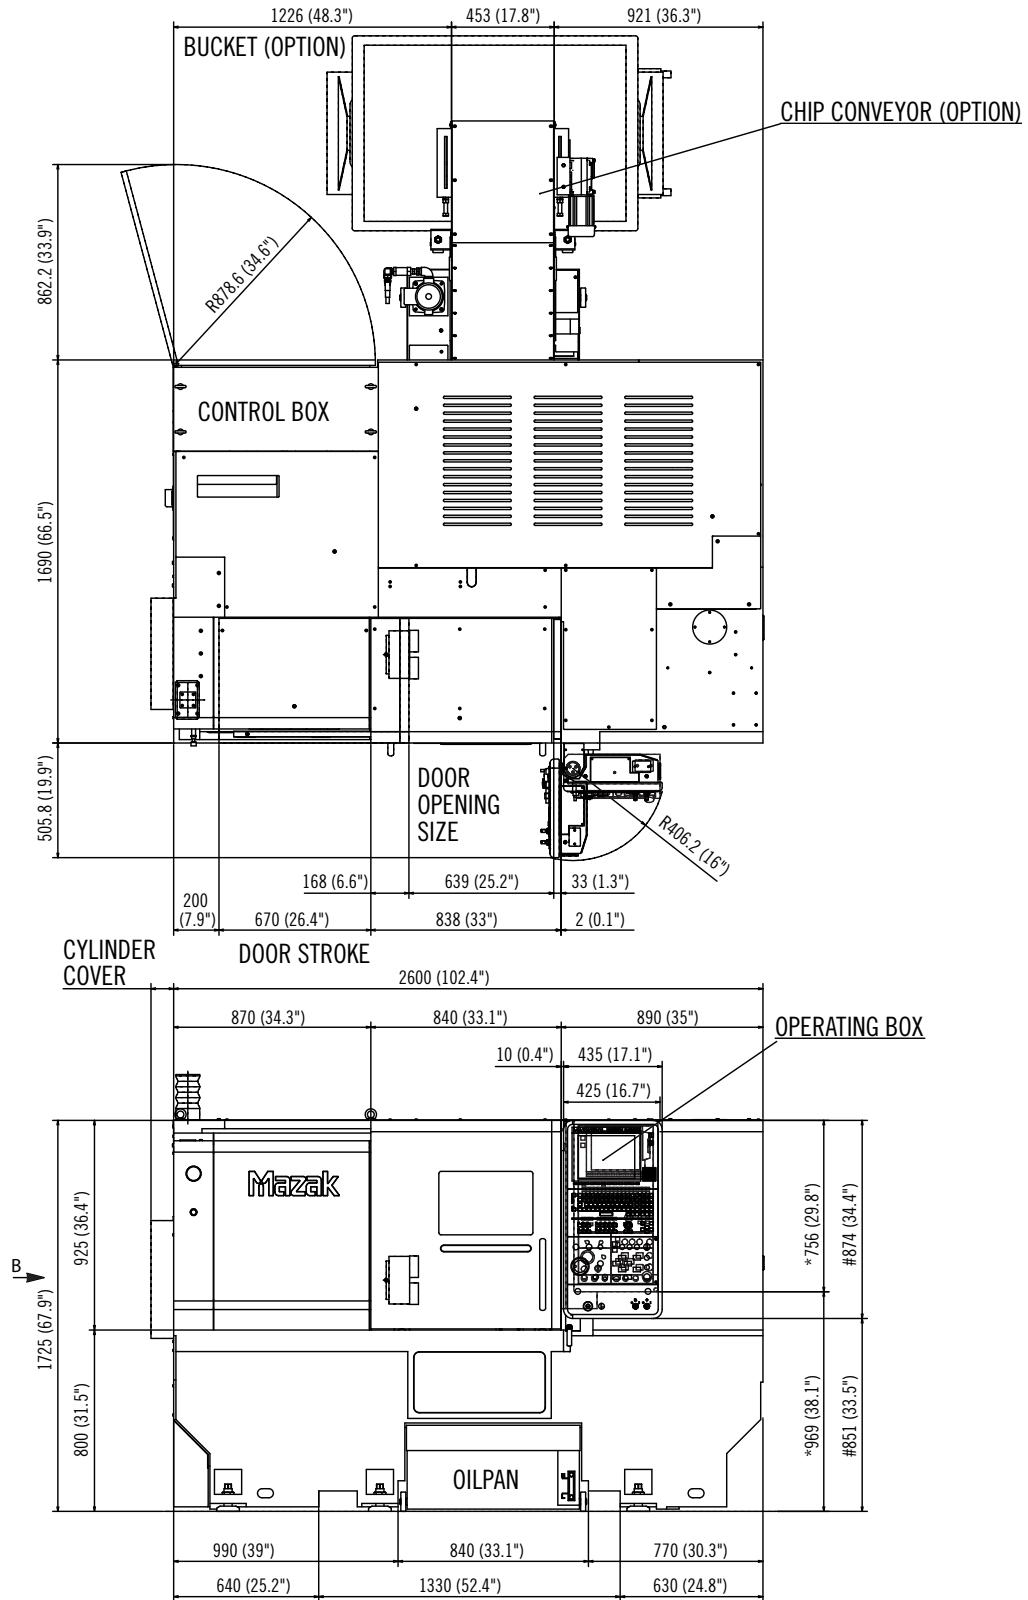 1226 (48.3")
453 (17.8")
921 (36.3")
BUCKET (OPTION)
CHIP CONVEYOR (OPTION)
862.2 (33.9")
R878.6 (34.6")
CONTROL BOX
1690 (66.5")
505.8 (19.9")
DOOR
OPENING
SIZE
R406.2 (16")
168 (6.6")
639 (25.2")
33 (1.3")
200
(7.9")
670 (26.4")
838 (33")
2 (0.1")
CYLINDER
COVER
DOOR STROKE
2600 (102.4")
870 (34.3")
840 (33.1")
890 (35")
OPERATING BOX
10 (0.4")
435 (17.1")
425 (16.7")
Mazak
B
925 (36.4")
1725 (67.9")
800 (31.5")
*756 (29.8")
#874 (34.4")
*969 (38.1")
#851 (33.5")
OILPAN
990 (39")
840 (33.1")
770 (30.3")
640 (25.2")
1330 (52.4")
630 (24.8")